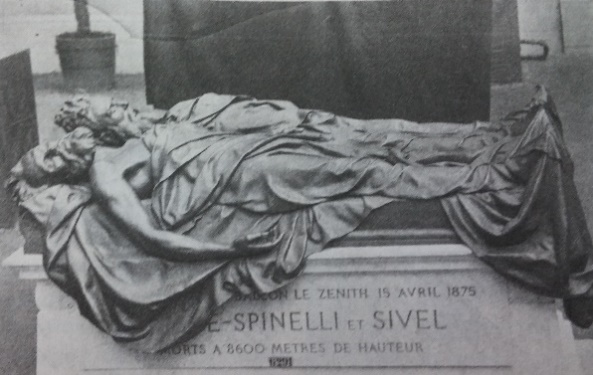 BALLON LE ZENITH 15 AVRIL 1875
E-SPINELLI ET SIVEL
MORTS A 8600 METRES DE HAUTEUR